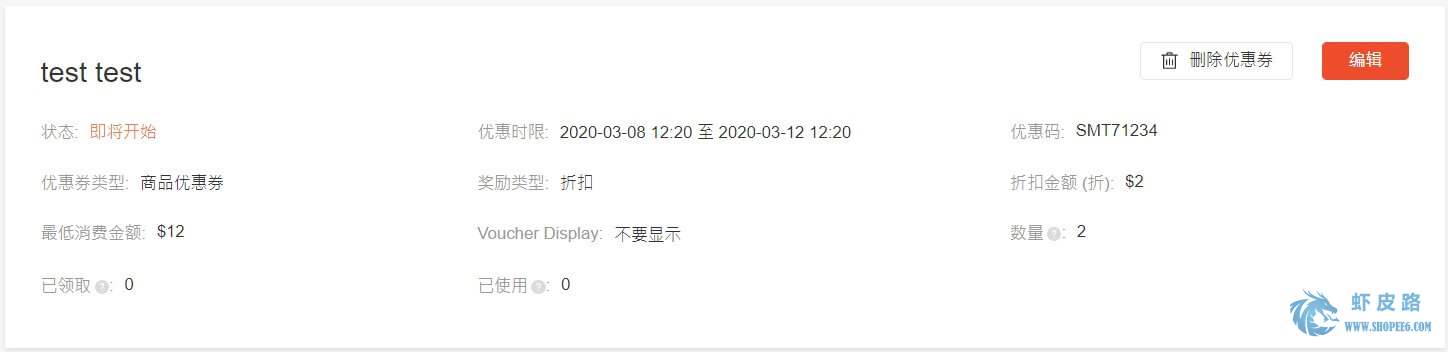 删除优惠券 编辑
test test
状态: 即将开始 优惠时限: 2020-03-08 12:20 至 2020-03-12 12:20 优惠码: SMT71234
优惠券类型: 商品优惠券 奖励类型: 折扣 折扣金额 (折): $2
最低消费金额: $12 Voucher Display: 不要显示 数量 ?: 2
已领取 ?: 0 已使用 ?: 0
虾皮路
WWW.SHOPEE6.COM